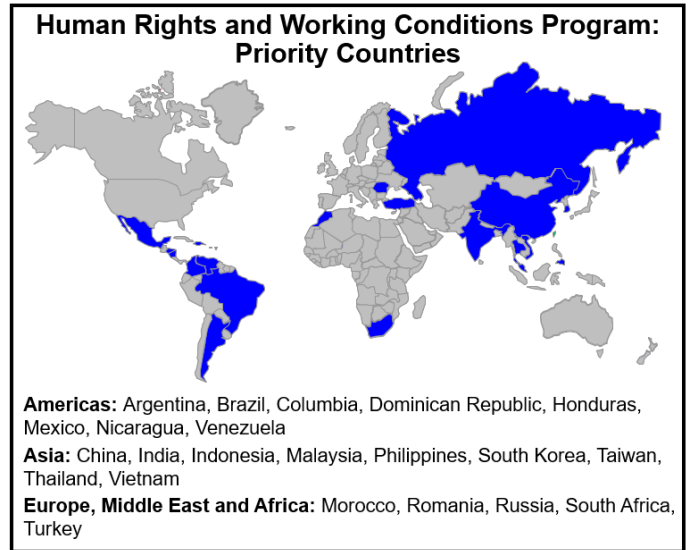 Human Rights and Working Conditions Program:
Priority Countries
Americas: Argentina, Brazil, Columbia, Dominican Republic, Honduras,
Mexico, Nicaragua, Venezuela
Asia: China, India, Indonesia, Malaysia, Philippines, South Korea, Taiwan,
Thailand, Vietnam
Europe, Middle East and Africa: Morocco, Romania, Russia, South Africa,
Turkey